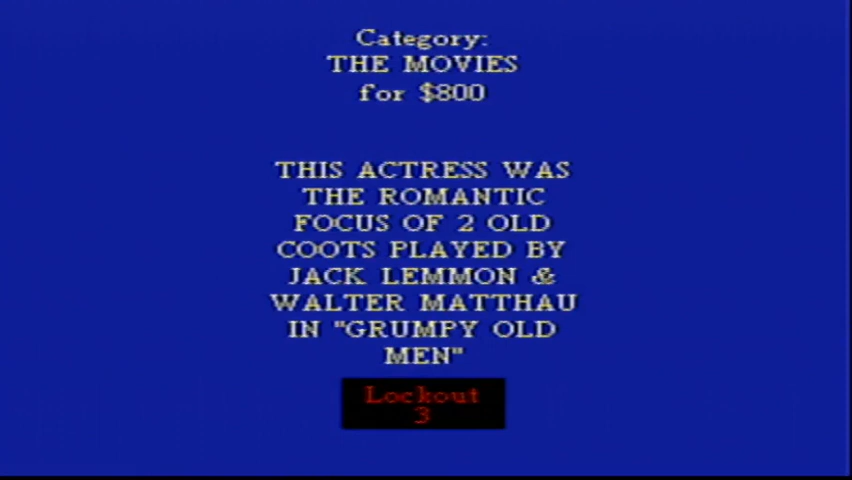 Category:
THE MOVIES
for $800
THIS ACTRESS WAS
THE ROMANTIC
FOCUS OF 2 OLD
COOTS PLAYED BY
JACK LEMMON &
WALTER MATTHAU
IN "GRUMPY OLD
MEN"
Lockout
3